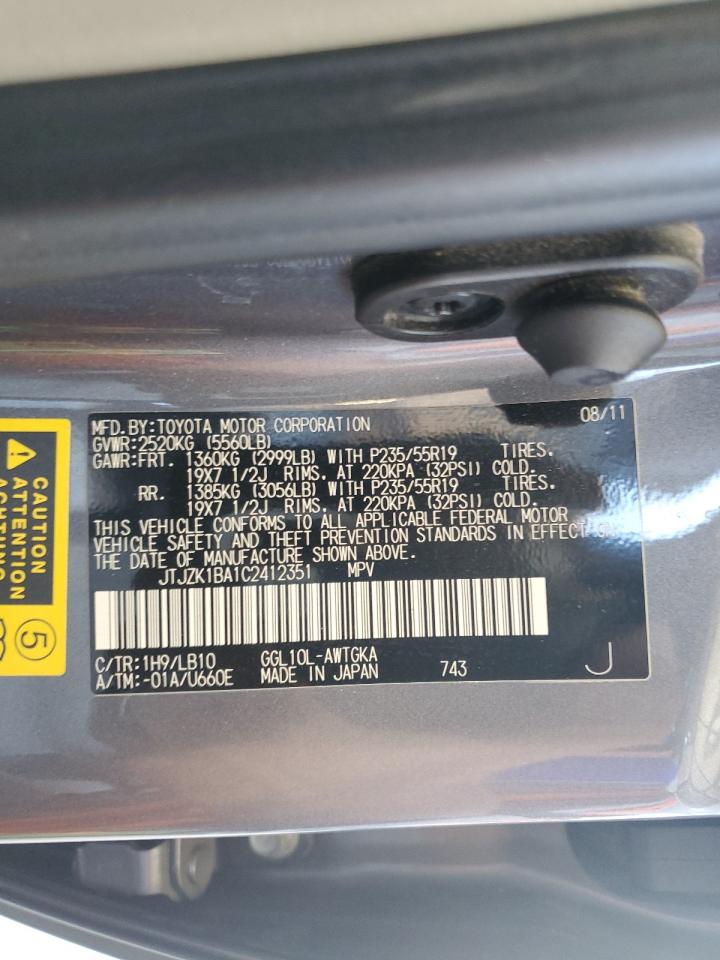 MFD. BY: TOYOTA MOTOR CORPORATION 08/11
GVWR: 2520KG (5560LB)
GAWR: FRT. 1360KG (2999LB) WITH P235/55R19 TIRES.
19X7 1/2J RIMS. AT 220KPA (32PSI) COLD.
RR. 1385KG (3056LB) WITH P235/55R19 TIRES.
19X7 1/2J RIMS. AT 220KPA (32PSI) COLD.
THIS VEHICLE CONFORMS TO ALL APPLICABLE FEDERAL MOTOR
VEHICLE SAFETY AND THEFT PREVENTION STANDARDS IN EFFECT ON
THE DATE OF MANUFACTURE SHOWN ABOVE.
JTJZK1BA1C2412351 MPV
C/TR: 1H9/LB10 GGL10L-AWTGKA
A/TM: -01A/U660E MADE IN JAPAN 743 J
CAUTION
ATTENTION
ACHTUNG
5